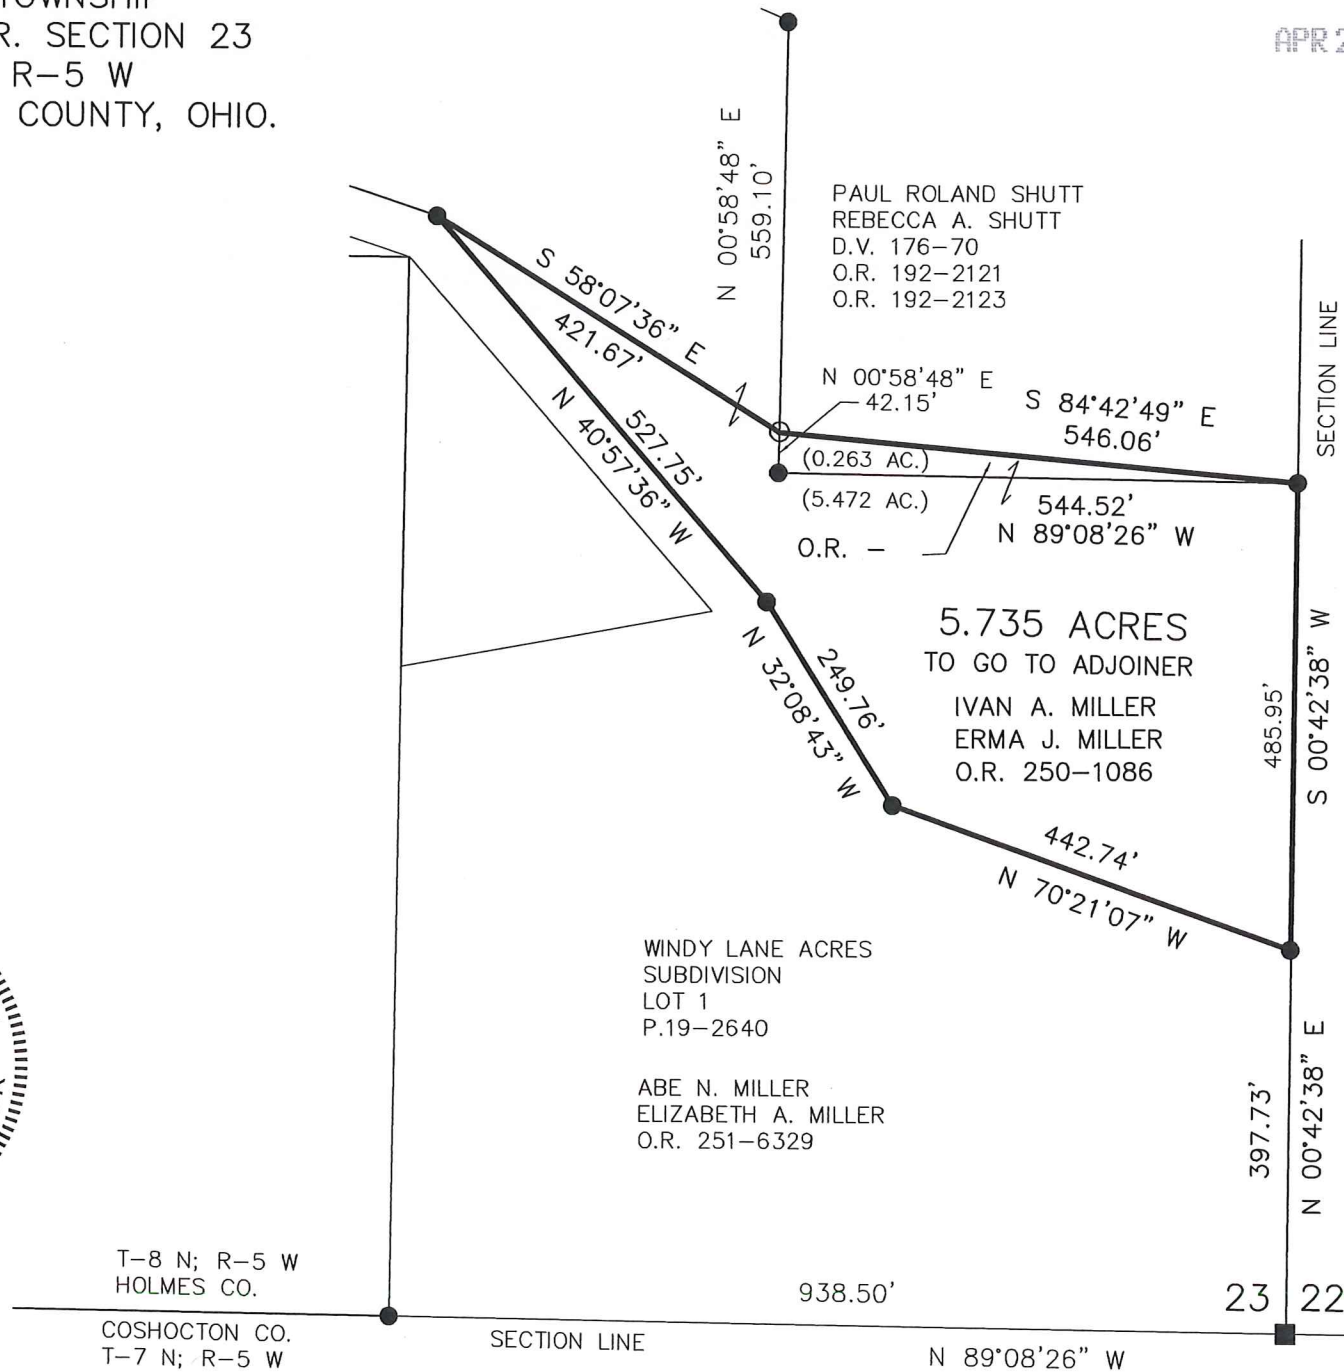 R. SECTION 23
R-5 W
COUNTY, OHIO.
APR 2
N 00°58'48" E
559.10'
PAUL ROLAND SHUTT
REBECCA A. SHUTT
D.V. 176-70
O.R. 192-2121
O.R. 192-2123
S 58°07'36" E
421.67'
N 00°58'48" E
42.15'
S 84°42'49" E
546.06'
SECTION LINE
527.75'
N 40°57'36" W
(0.263 AC.)
(5.472 AC.)
544.52'
N 89°08'26" W
O.R. -
5.735 ACRES
TO GO TO ADJOINER
IVAN A. MILLER
ERMA J. MILLER
O.R. 250-1086
249.76'
N 32°08'43" W
485.95'
S 00°42'38" W
442.74'
N 70°21'07" W
WINDY LANE ACRES
SUBDIVISION
LOT 1
P.19-2640
ABE N. MILLER
ELIZABETH A. MILLER
O.R. 251-6329
397.73'
N 00°42'38" E
T-8 N; R-5 W
HOLMES CO.
938.50'
23 22
COSHOCTON CO.
T-7 N; R-5 W
SECTION LINE
N 89°08'26" W